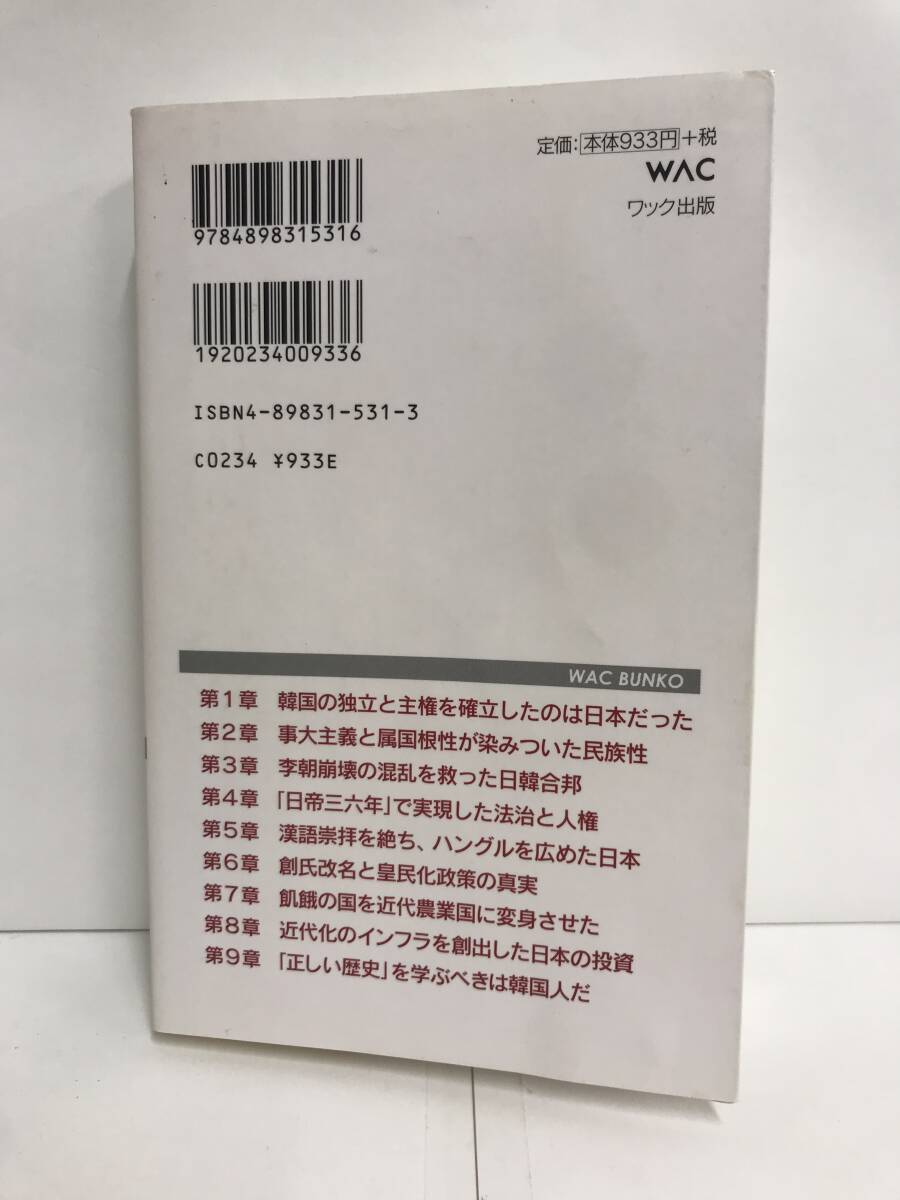 定価:本体933円+税
WAC
ワック出版
9784898315316
1920234009336
ISBN4-89831-531-3
C0234 ¥933E
WAC BUNKO
第1章 韓国の独立と主権を確立したのは日本だった
第2章 事大主義と属国根性が染みついた民族性
第3章 李朝崩壊の混乱を救った日韓合邦
第4章 「日帝三六年」で実現した法治と人権
第5章 漢語崇拝を絶ち、ハングルを広めた日本
第6章 創氏改名と皇民化政策の真実
第7章 飢餓の国を近代農業国に変身させた
第8章 近代化のインフラを創出した日本の投資
第9章 「正しい歴史」を学ぶべきは韓国人だ